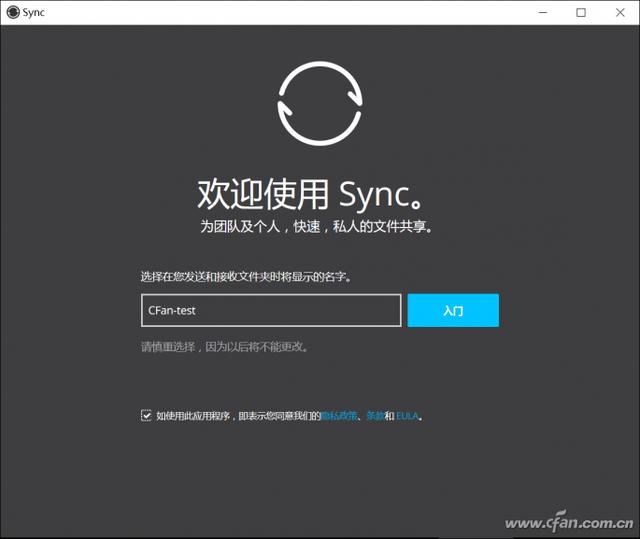 Sync
欢迎使用 Sync。
为团队及个人，快速，私人的文件共享。
选择在您发送和接收文件夹时将显示的名字。
CFan-test
入门
请慎重选择，因为以后将不能更改。
如使用此应用程序，即表示您同意我们的隐私政策、条款和 EULA。
www.cfan.com.cn